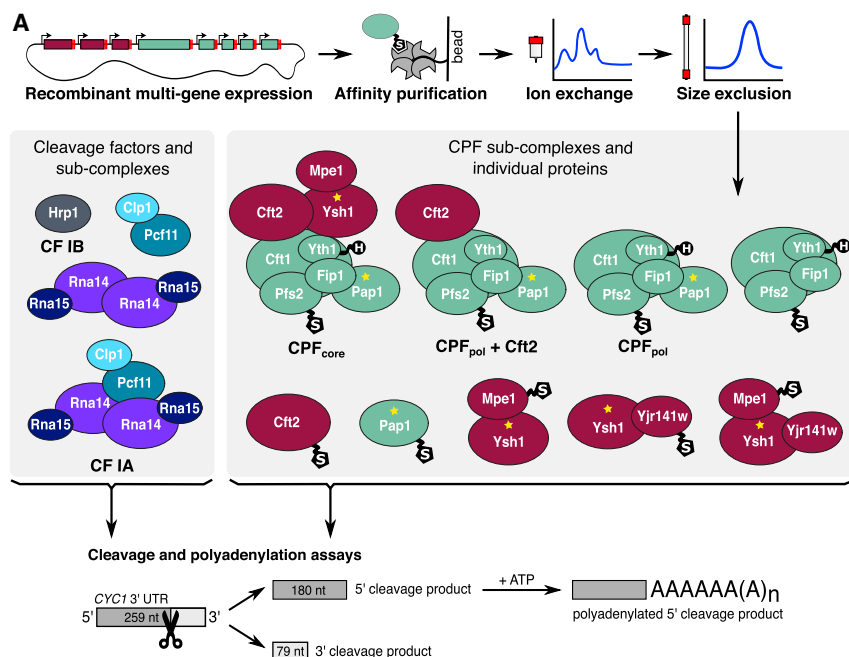 A
S
bead
Recombinant multi-gene expression
Affinity purification
Ion exchange
Size exclusion
Cleavage factors and
sub-complexes
CPF sub-complexes and
individual proteins
Hrp1
CF IB
Clp1
Pcf11
Rna14
Rna15
Rna14
Rna15
Clp1
Pcf11
Rna14
Rna15
Rna14
Rna15
CF IA
Mpe1
Cft2
Ysh1
Yth1
H
Cft1
Fip1
Pfs2
Pap1
S
CPFcore
Cft2
Yth1
Cft1
Fip1
Pfs2
Pap1
S
CPFpol + Cft2
Yth1
H
Cft1
Fip1
Pfs2
Pap1
S
CPFpol
Yth1
H
Cft1
Fip1
Pfs2
S
Cft2
S
Pap1
S
Mpe1
S
Ysh1
Ysh1
Yjr141w
S
Mpe1
S
Ysh1
Yjr141w
Cleavage and polyadenylation assays
CYC1 3' UTR
5'
259 nt
3'
180 nt
5' cleavage product
+ ATP
AAAAAA(A)n
polyadenylated 5' cleavage product
79 nt
3' cleavage product